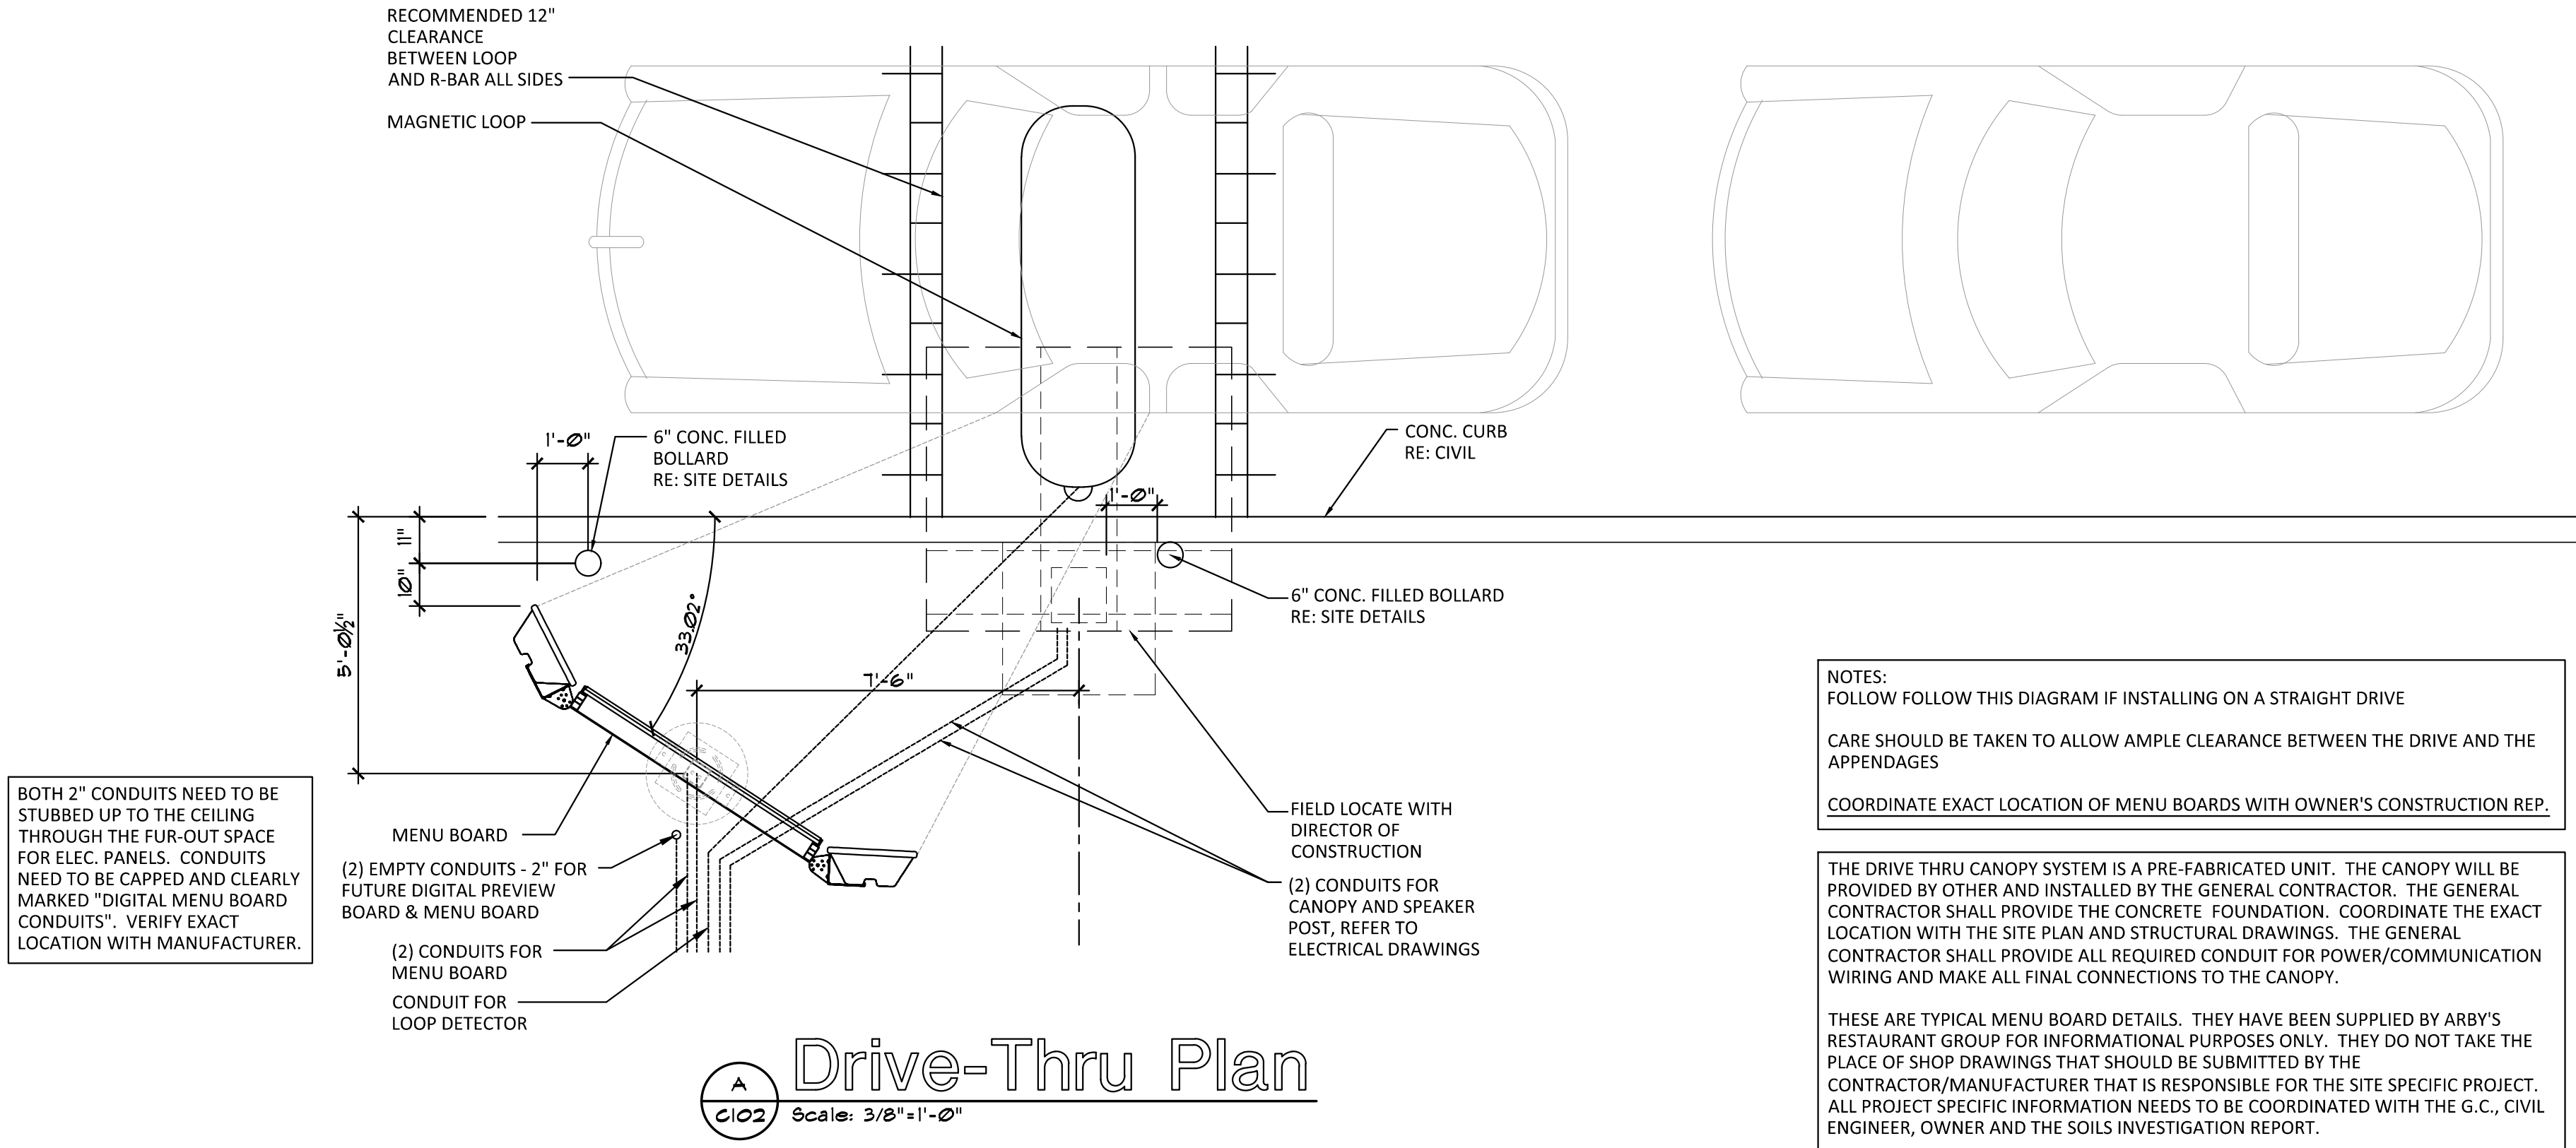 RECOMMENDED 12"
CLEARANCE
BETWEEN LOOP
AND R-BAR ALL SIDES
MAGNETIC LOOP
1'-0"
6" CONC. FILLED
BOLLARD
RE: SITE DETAILS
CONC. CURB
RE: CIVIL
1'-0"
11"
10"
5'-0½"
33.02°
7'-6"
6" CONC. FILLED BOLLARD
RE: SITE DETAILS
MENU BOARD
(2) EMPTY CONDUITS - 2" FOR
FUTURE DIGITAL PREVIEW
BOARD & MENU BOARD
(2) CONDUITS FOR
MENU BOARD
CONDUIT FOR
LOOP DETECTOR
FIELD LOCATE WITH
DIRECTOR OF
CONSTRUCTION
(2) CONDUITS FOR
CANOPY AND SPEAKER
POST, REFER TO
ELECTRICAL DRAWINGS
BOTH 2" CONDUITS NEED TO BE
STUBBED UP TO THE CEILING
THROUGH THE FUR-OUT SPACE
FOR ELEC. PANELS. CONDUITS
NEED TO BE CAPPED AND CLEARLY
MARKED "DIGITAL MENU BOARD
CONDUITS". VERIFY EXACT
LOCATION WITH MANUFACTURER.
NOTES:
FOLLOW FOLLOW THIS DIAGRAM IF INSTALLING ON A STRAIGHT DRIVE
CARE SHOULD BE TAKEN TO ALLOW AMPLE CLEARANCE BETWEEN THE DRIVE AND THE
APPENDAGES
COORDINATE EXACT LOCATION OF MENU BOARDS WITH OWNER'S CONSTRUCTION REP.
THE DRIVE THRU CANOPY SYSTEM IS A PRE-FABRICATED UNIT. THE CANOPY WILL BE
PROVIDED BY OTHER AND INSTALLED BY THE GENERAL CONTRACTOR. THE GENERAL
CONTRACTOR SHALL PROVIDE THE CONCRETE FOUNDATION. COORDINATE THE EXACT
LOCATION WITH THE SITE PLAN AND STRUCTURAL DRAWINGS. THE GENERAL
CONTRACTOR SHALL PROVIDE ALL REQUIRED CONDUIT FOR POWER/COMMUNICATION
WIRING AND MAKE ALL FINAL CONNECTIONS TO THE CANOPY.
THESE ARE TYPICAL MENU BOARD DETAILS. THEY HAVE BEEN SUPPLIED BY ARBY'S
RESTAURANT GROUP FOR INFORMATIONAL PURPOSES ONLY. THEY DO NOT TAKE THE
PLACE OF SHOP DRAWINGS THAT SHOULD BE SUBMITTED BY THE
CONTRACTOR/MANUFACTURER THAT IS RESPONSIBLE FOR THE SITE SPECIFIC PROJECT.
ALL PROJECT SPECIFIC INFORMATION NEEDS TO BE COORDINATED WITH THE G.C., CIVIL
ENGINEER, OWNER AND THE SOILS INVESTIGATION REPORT.
A
C102
Drive-Thru Plan
Scale: 3/8"=1'-0"